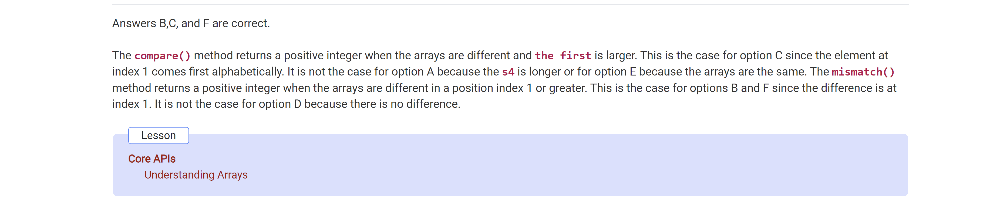 Answers B,C, and F are correct.
The compare() method returns a positive integer when the arrays are different and the first is larger. This is the case for option C since the element at
index 1 comes first alphabetically. It is not the case for option A because the s4 is longer or for option E because the arrays are the same. The mismatch()
method returns a positive integer when the arrays are different in a position index 1 or greater. This is the case for options B and F since the difference is at
index 1. It is not the case for option D because there is no difference.
Lesson
Core APIs
Understanding Arrays